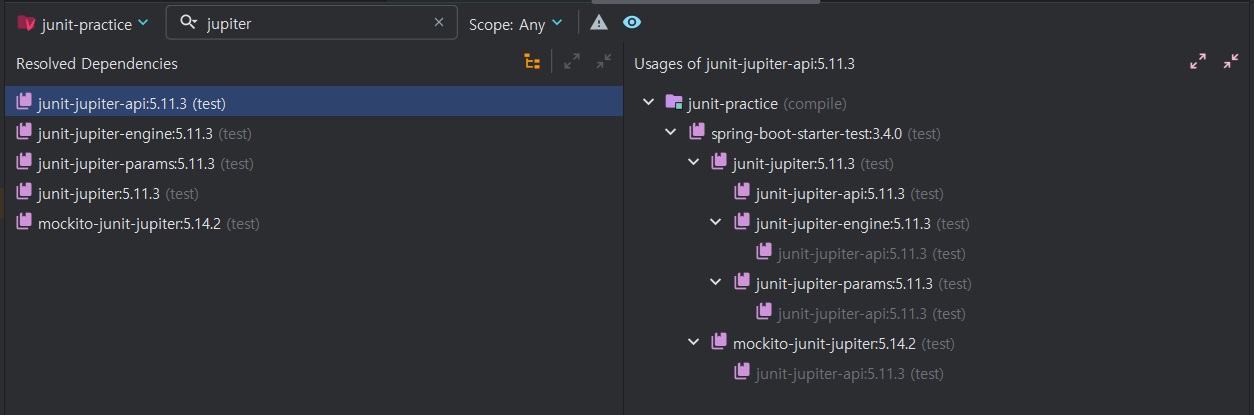 junit-practice
jupiter
Scope: Any
Resolved Dependencies
junit-jupiter-api:5.11.3 (test)
junit-jupiter-engine:5.11.3 (test)
junit-jupiter-params:5.11.3 (test)
junit-jupiter:5.11.3 (test)
mockito-junit-jupiter:5.14.2 (test)
Usages of junit-jupiter-api:5.11.3
junit-practice (compile)
spring-boot-starter-test:3.4.0 (test)
junit-jupiter:5.11.3 (test)
junit-jupiter-api:5.11.3 (test)
junit-jupiter-engine:5.11.3 (test)
junit-jupiter-api:5.11.3 (test)
junit-jupiter-params:5.11.3 (test)
junit-jupiter-api:5.11.3 (test)
mockito-junit-jupiter:5.14.2 (test)
junit-jupiter-api:5.11.3 (test)